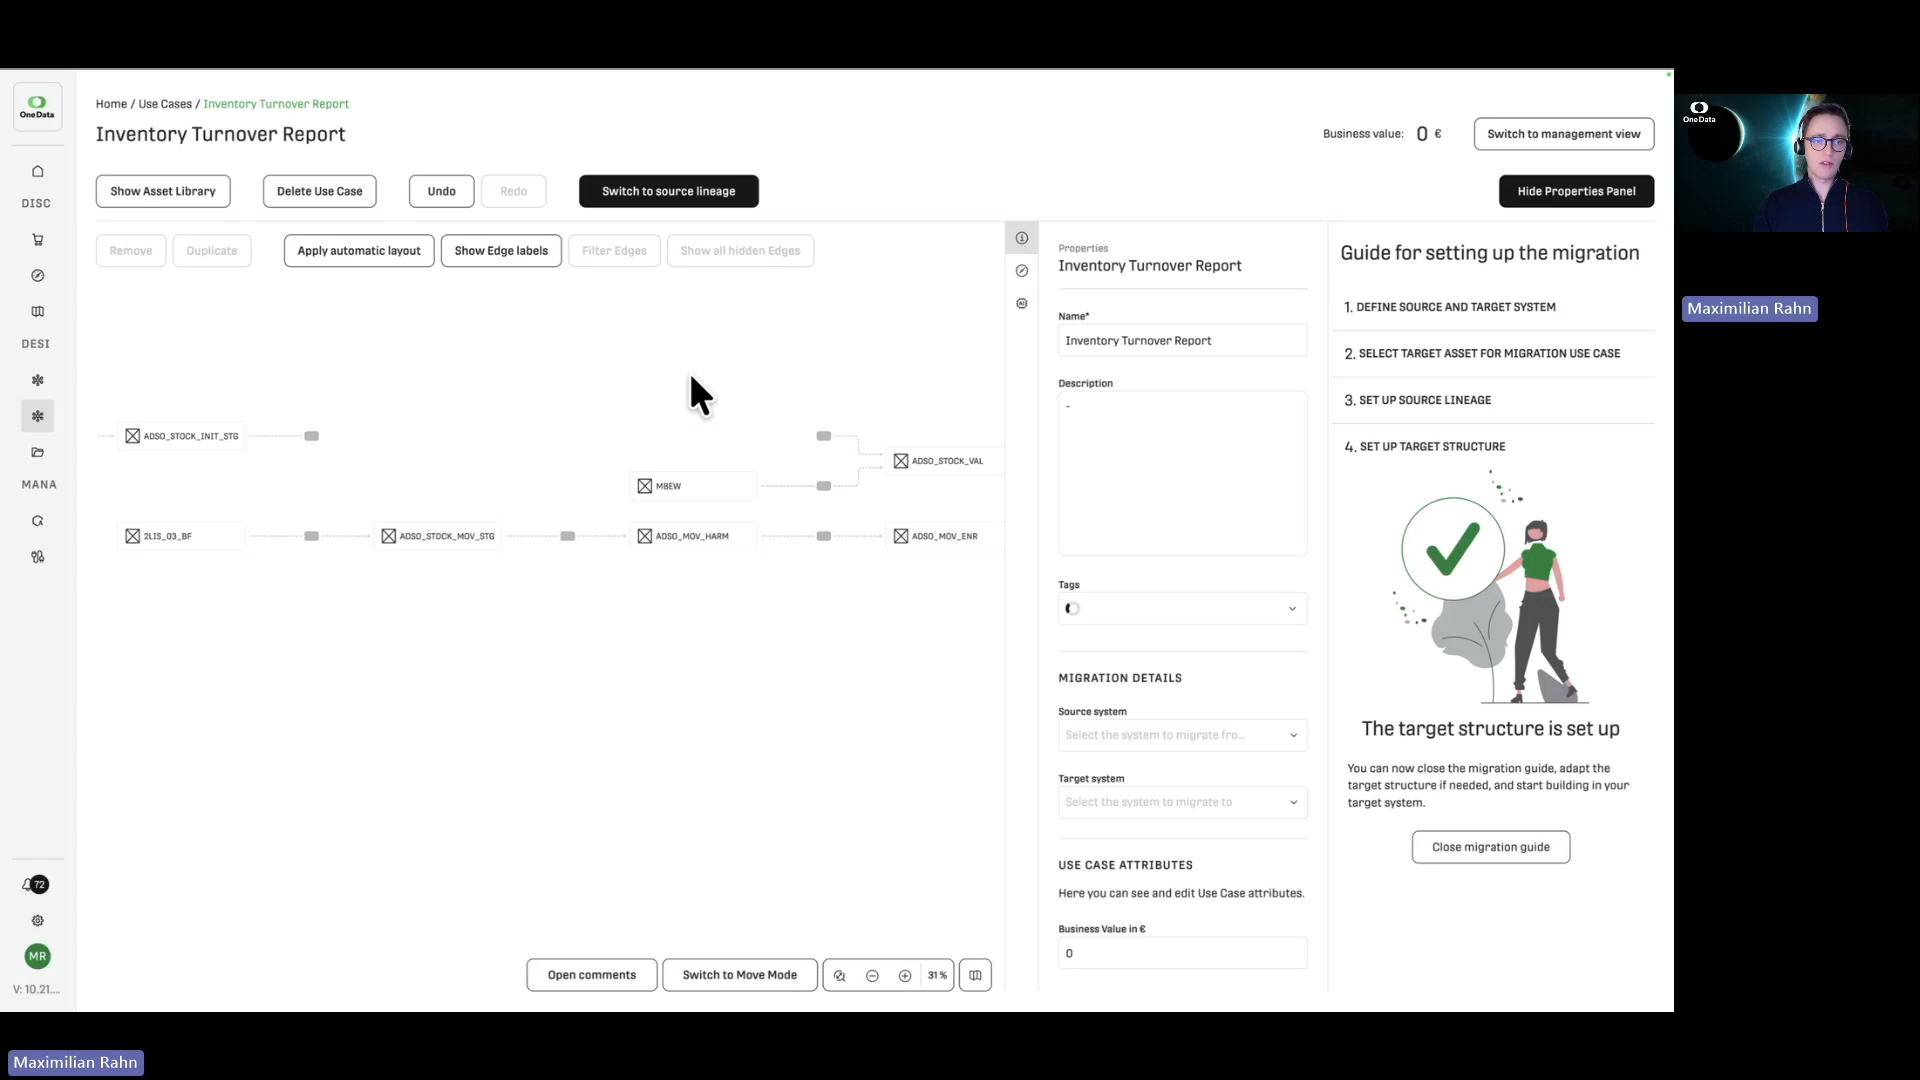 One Data
Home / Use Cases / Inventory Turnover Report
Inventory Turnover Report
Business value: 0 €
Switch to management view
Show Asset Library
Delete Use Case
Undo
Redo
Switch to source lineage
Hide Properties Panel
Remove
Duplicate
Apply automatic layout
Show Edge labels
Filter Edges
Show all hidden Edges
DISC
DESI
MANA
72
MR
V: 10.21....
ADSO_STOCK_INIT_STG
ADSO_STOCK_VAL
MBEW
2LIS_03_BF
ADSO_STOCK_MOV_STG
ADSO_MOV_HARM
ADSO_MOV_ENR
Open comments
Switch to Move Mode
31 %
Properties
Inventory Turnover Report
Name*
Inventory Turnover Report
Description
-
Tags
MIGRATION DETAILS
Source system
Select the system to migrate fro...
Target system
Select the system to migrate to
USE CASE ATTRIBUTES
Here you can see and edit Use Case attributes.
Business Value in €
0
Guide for setting up the migration
1. DEFINE SOURCE AND TARGET SYSTEM
2. SELECT TARGET ASSET FOR MIGRATION USE CASE
3. SET UP SOURCE LINEAGE
4. SET UP TARGET STRUCTURE
The target structure is set up
You can now close the migration guide, adapt the
target structure if needed, and start building in your
target system.
Close migration guide
One Data
Maximilian Rahn
Maximilian Rahn